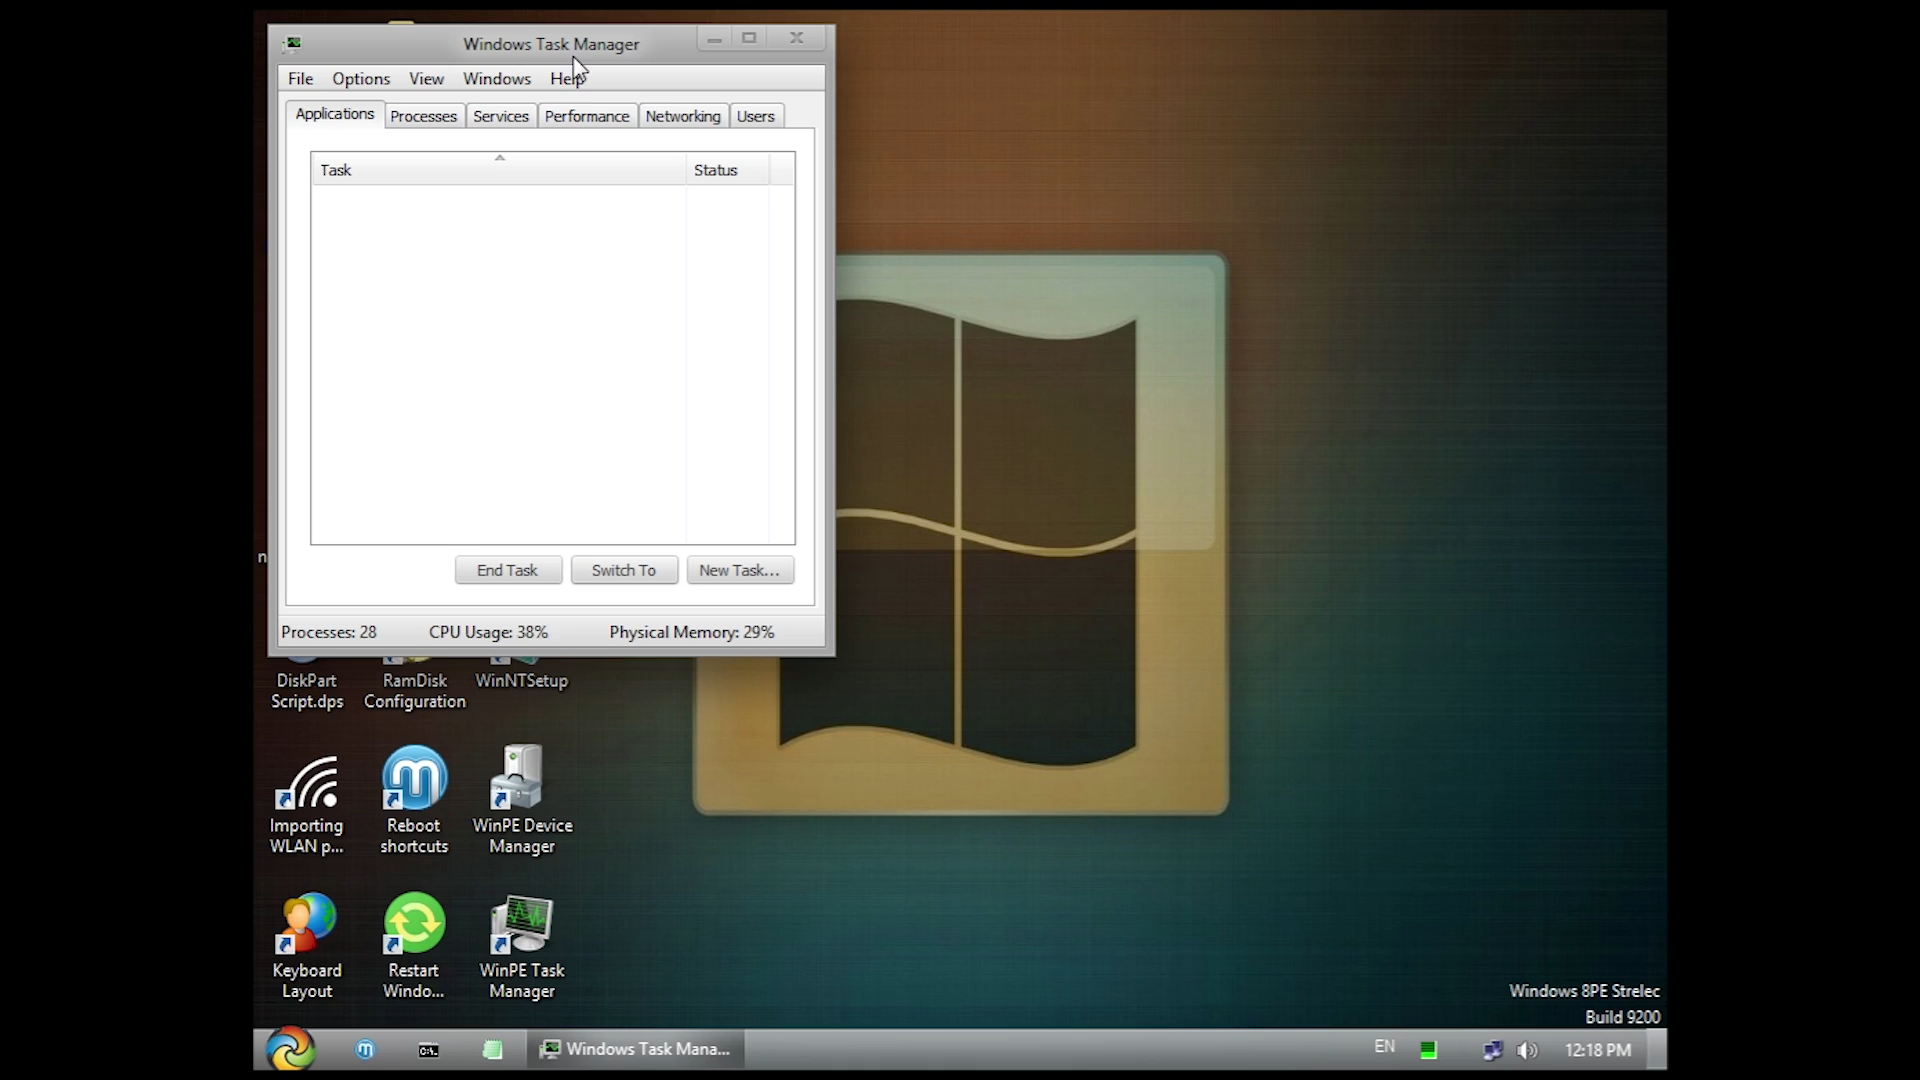 Windows Task Manager
File Options View Windows Help
Applications Processes Services Performance Networking Users
Task Status
End Task Switch To New Task...
Processes: 28 CPU Usage: 38% Physical Memory: 29%
n
DiskPart
Script.dps
RamDisk
Configuration
WinNTSetup
Importing
WLAN p...
Reboot
shortcuts
WinPE Device
Manager
Keyboard
Layout
Restart
Windo...
WinPE Task
Manager
Windows 8PE Strelec
Build 9200
C:\.
Windows Task Mana...
EN
12:18 PM